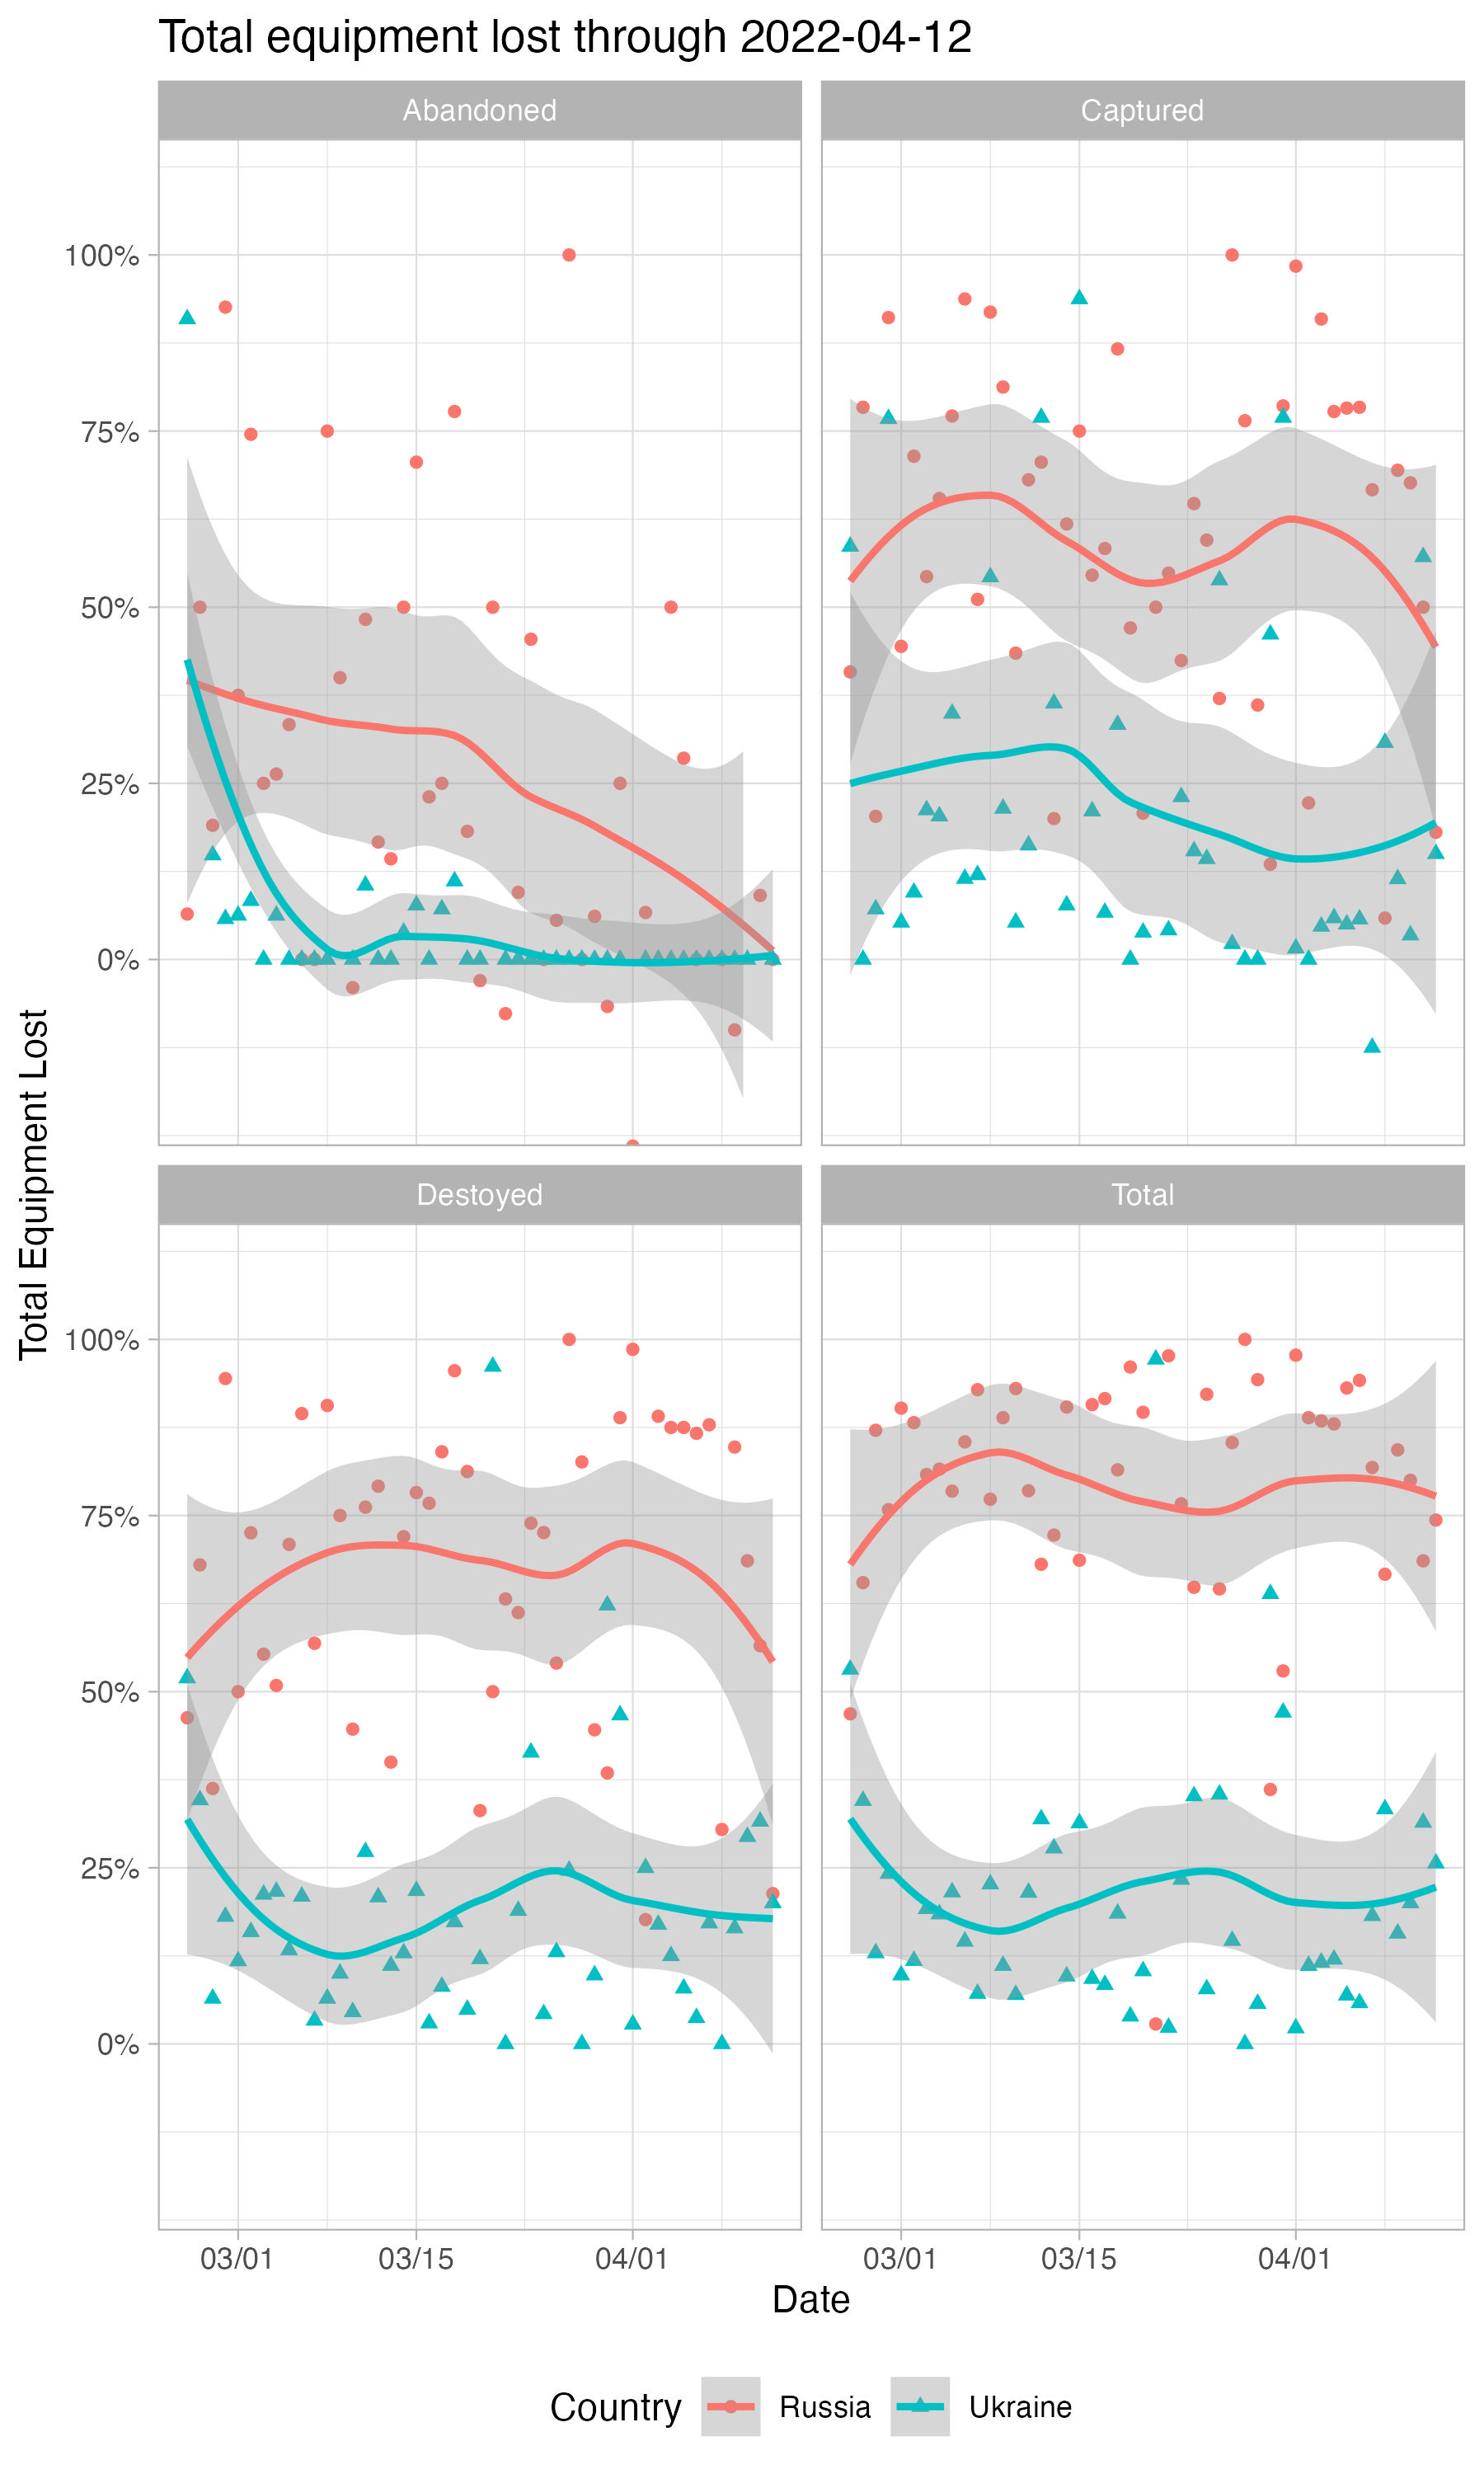 Total equipment lost through 2022-04-12
Abandoned
Captured
100%
75%
50%
25%
0%
Total Equipment Lost
Destoyed
Total
100%
75%
50%
25%
0%
03/01 03/15 04/01
03/01 03/15 04/01
Date
Country Russia Ukraine